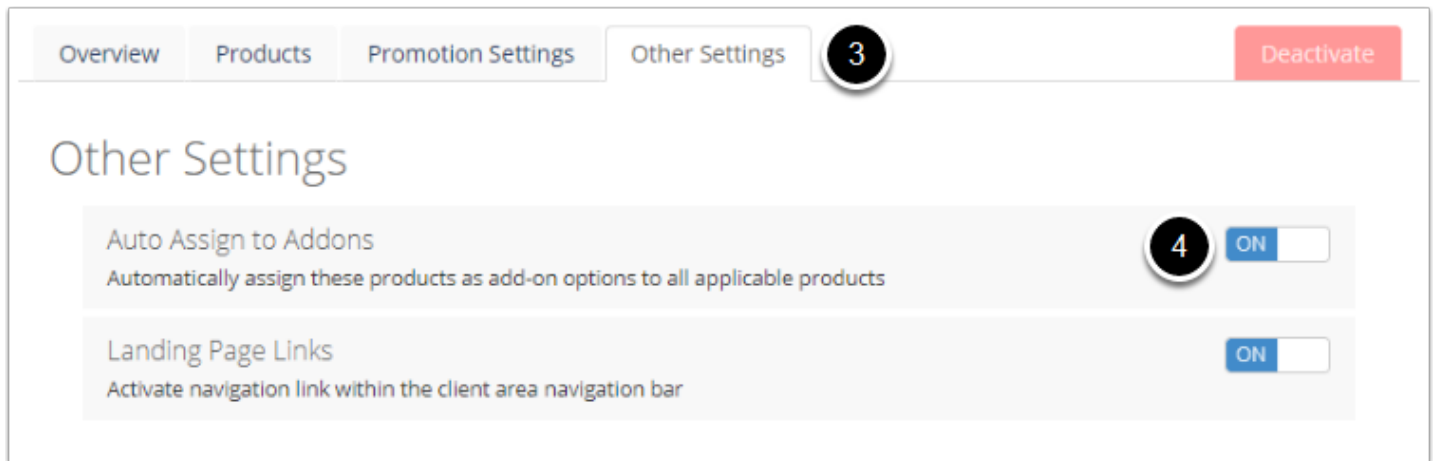 Overview Products Promotion Settings Other Settings 3 Deactivate
Other Settings
Auto Assign to Addons 4 ON
Automatically assign these products as add-on options to all applicable products
Landing Page Links ON
Activate navigation link within the client area navigation bar